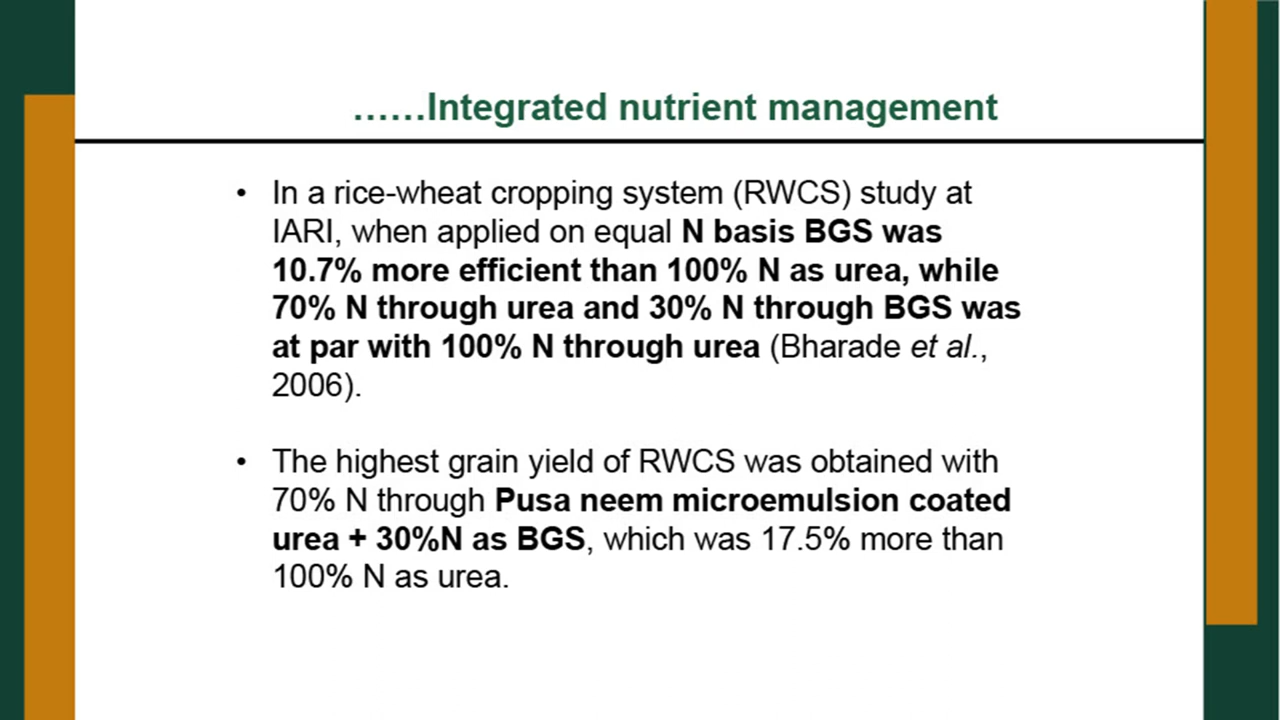 ......Integrated nutrient management
• In a rice-wheat cropping system (RWCS) study at
IARI, when applied on equal N basis BGS was
10.7% more efficient than 100% N as urea, while
70% N through urea and 30% N through BGS was
at par with 100% N through urea (Bharade et al.,
2006).
• The highest grain yield of RWCS was obtained with
70% N through Pusa neem microemulsion coated
urea + 30%N as BGS, which was 17.5% more than
100% N as urea.